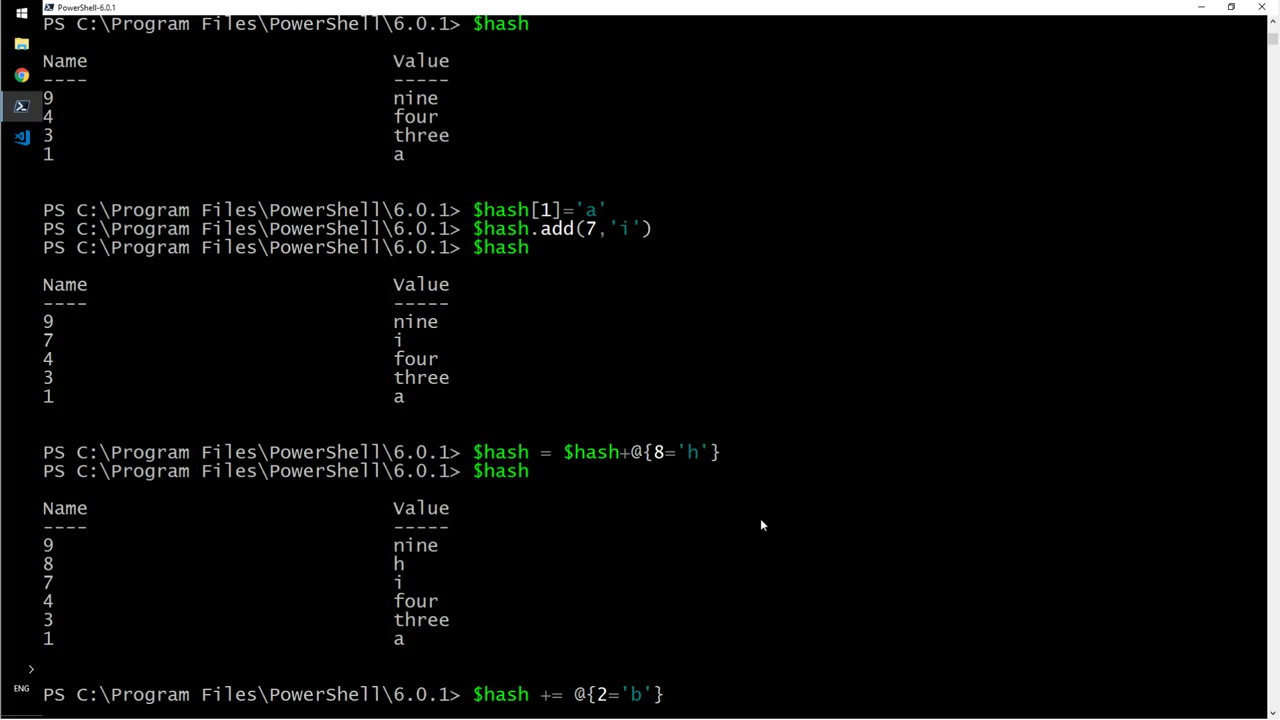 PowerShell-6.0.1
PS C:\Program Files\PowerShell\6.0.1> $hash
Name Value
---- -----
9 nine
4 four
3 three
1 a
PS C:\Program Files\PowerShell\6.0.1> $hash[1]='a'
PS C:\Program Files\PowerShell\6.0.1> $hash.add(7,'i')
PS C:\Program Files\PowerShell\6.0.1> $hash
Name Value
---- -----
9 nine
7 i
4 four
3 three
1 a
PS C:\Program Files\PowerShell\6.0.1> $hash = $hash+@{8='h'}
PS C:\Program Files\PowerShell\6.0.1> $hash
Name Value
---- -----
9 nine
8 h
7 i
4 four
3 three
1 a
ENG
PS C:\Program Files\PowerShell\6.0.1> $hash += @{2='b'}